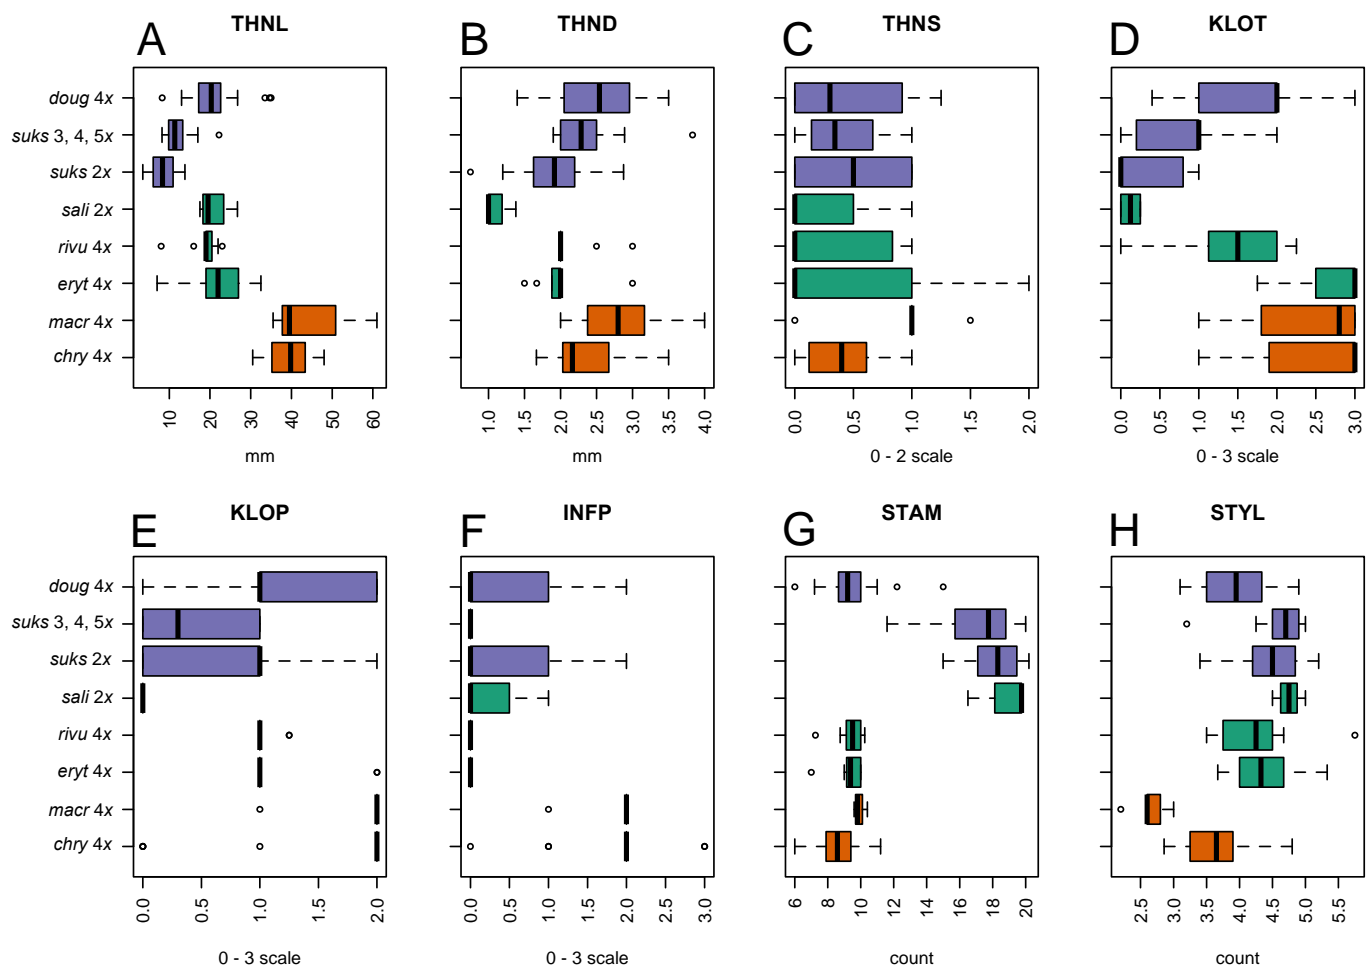 A THNL
B THND
C THNS
D KLOT
doug 4x
suks 3, 4, 5x
suks 2x
sali 2x
rivu 4x
eryt 4x
macr 4x
chry 4x
10 20 30 40 50 60
1.0 1.5 2.0 2.5 3.0 3.5 4.0
0.0 0.5 1.0 1.5 2.0
0.0 0.5 1.0 1.5 2.0 2.5 3.0
mm
mm
0 - 2 scale
0 - 3 scale
E KLOP
F INFP
G STAM
H STYL
doug 4x
suks 3, 4, 5x
suks 2x
sali 2x
rivu 4x
eryt 4x
macr 4x
chry 4x
0.0 0.5 1.0 1.5 2.0
0.0 0.5 1.0 1.5 2.0 2.5 3.0
6 8 10 12 14 16 18 20
2.5 3.0 3.5 4.0 4.5 5.0 5.5
0 - 3 scale
0 - 3 scale
count
count